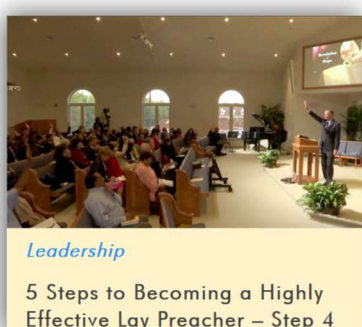 Leadership
5 Steps to Becoming a Highly
Effective Lay Preacher – Step 4